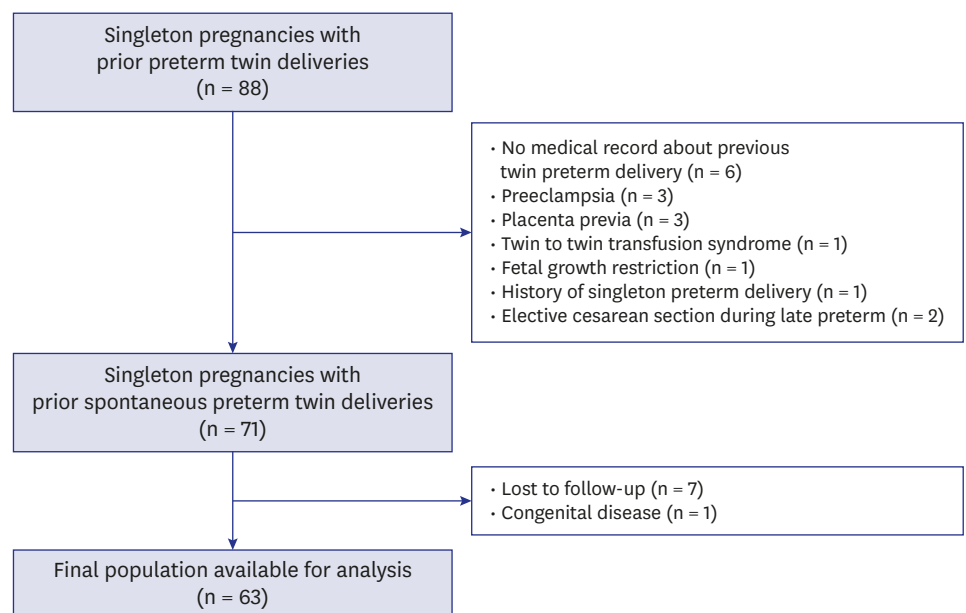 Singleton pregnancies with
prior preterm twin deliveries
(n = 88)
· No medical record about previous
twin preterm delivery (n = 6)
· Preeclampsia (n = 3)
· Placenta previa (n = 3)
· Twin to twin transfusion syndrome (n = 1)
· Fetal growth restriction (n = 1)
· History of singleton preterm delivery (n = 1)
· Elective cesarean section during late preterm (n = 2)
Singleton pregnancies with
prior spontaneous preterm twin deliveries
(n = 71)
· Lost to follow-up (n = 7)
· Congenital disease (n = 1)
Final population available for analysis
(n = 63)